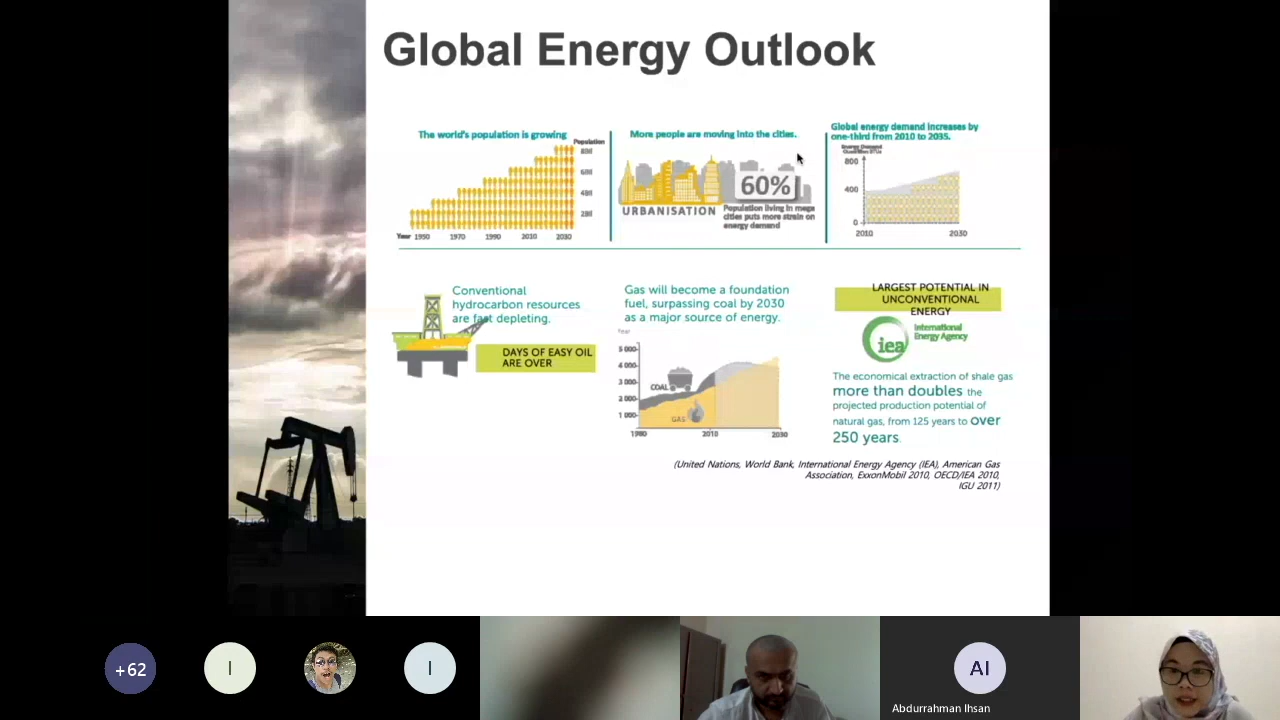 Global Energy Outlook
The world's population is growing
Population
Year
1950
1970
1990
2010
2030
More people are moving into the cities.
60%
URBANISATION
Population living in mega
cities puts more strain on
energy demand
Global energy demand increases by
one-third from 2010 to 2035.
Energy Demand
800
400
0
2010
2030
Conventional
hydrocarbon resources
are fast depleting.
DAYS OF EASY OIL
ARE OVER
Gas will become a foundation
fuel, surpassing coal by 2030
as a major source of energy.
Year
5 000
4 000
3 000
2 000
1 000
COAL
GAS
1980
2010
2030
LARGEST POTENTIAL IN
UNCONVENTIONAL
ENERGY
iea
International
Energy Agency
The economical extraction of shale gas
more than doubles the
projected production potential of
natural gas, from 125 years to over
250 years.
(United Nations, World Bank, International Energy Agency (IEA), American Gas
Association, ExxonMobil 2010, OECD/IEA 2010,
IGU 2011)
+62
I
I
AI
Abdurrahman Ihsan